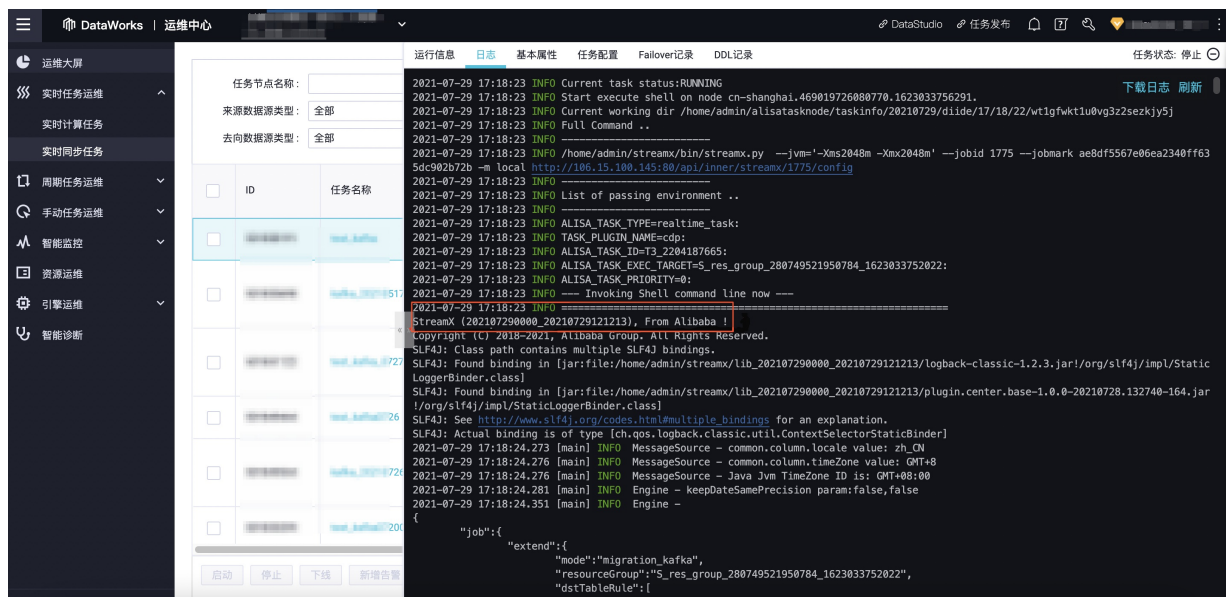 DataWorks | 运维中心
DataStudio 任务发布
运维大屏
实时任务运维
实时计算任务
实时同步任务
周期任务运维
手动任务运维
智能监控
资源运维
引擎运维
智能诊断
任务节点名称：
来源数据源类型： 全部
去向数据源类型： 全部
ID 任务名称
启动 停止 下线 新增告警
运行信息 日志 基本属性 任务配置 Failover记录 DDL记录 任务状态: 停止
下载日志 刷新
2021-07-29 17:18:23 INFO Current task status:RUNNING
2021-07-29 17:18:23 INFO Start execute shell on node cn-shanghai.469019726080770.1623033756291.
2021-07-29 17:18:23 INFO Current working dir /home/admin/alisatasknode/taskinfo/20210729/diide/17/18/22/wt1gfwkt1u0vg3z2sezkjy5j
2021-07-29 17:18:23 INFO Full Command ..
2021-07-29 17:18:23 INFO --------------------------
2021-07-29 17:18:23 INFO /home/admin/streamx/bin/streamx.py --jvm='-Xms2048m -Xmx2048m' --jobid 1775 --jobmark ae8df5567e06ea2340ff63
5dc902b72b -m local http://106.15.100.145:80/api/inner/streamx/1775/config
2021-07-29 17:18:23 INFO --------------------------
2021-07-29 17:18:23 INFO List of passing environment ..
2021-07-29 17:18:23 INFO --------------------------
2021-07-29 17:18:23 INFO ALISA_TASK_TYPE=realtime_task:
2021-07-29 17:18:23 INFO TASK_PLUGIN_NAME=cdp:
2021-07-29 17:18:23 INFO ALISA_TASK_ID=T3_2204187665:
2021-07-29 17:18:23 INFO ALISA_TASK_EXEC_TARGET=S_res_group_280749521950784_1623033752022:
2021-07-29 17:18:23 INFO ALISA_TASK_PRIORITY=0:
2021-07-29 17:18:23 INFO --- Invoking Shell command line now ---
2021-07-29 17:18:23 INFO ====================================================================
StreamX (202107290000_20210729121213), From Alibaba !
Copyright (C) 2018-2021, Alibaba Group. All Rights Reserved.
SLF4J: Class path contains multiple SLF4J bindings.
SLF4J: Found binding in [jar:file:/home/admin/streamx/lib_202107290000_20210729121213/logback-classic-1.2.3.jar!/org/slf4j/impl/Static
LoggerBinder.class]
SLF4J: Found binding in [jar:file:/home/admin/streamx/lib_202107290000_20210729121213/plugin.center.base-1.0.0-20210728.132740-164.jar
!/org/slf4j/impl/StaticLoggerBinder.class]
SLF4J: See http://www.slf4j.org/codes.html#multiple_bindings for an explanation.
SLF4J: Actual binding is of type [ch.qos.logback.classic.util.ContextSelectorStaticBinder]
2021-07-29 17:18:24.273 [main] INFO  MessageSource - common.column.locale value: zh_CN
2021-07-29 17:18:24.276 [main] INFO  MessageSource - common.column.timeZone value: GMT+8
2021-07-29 17:18:24.276 [main] INFO  MessageSource - Java Jvm TimeZone ID is: GMT+08:00
2021-07-29 17:18:24.281 [main] INFO  Engine - keepDateSamePrecision param:false,false
2021-07-29 17:18:24.351 [main] INFO  Engine -
{
"job":{
"extend":{
"mode":"migration_kafka",
"resourceGroup":"S_res_group_280749521950784_1623033752022",
"dstTableRule":[